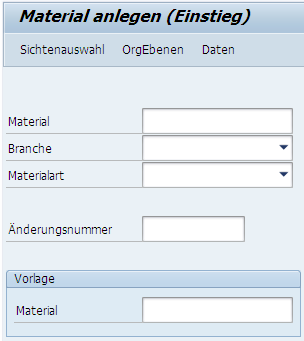 Material anlegen (Einstieg)
Sichtenauswahl OrgEbenen Daten
Material
Branche
Materialart
Änderungsnummer
Vorlage
Material